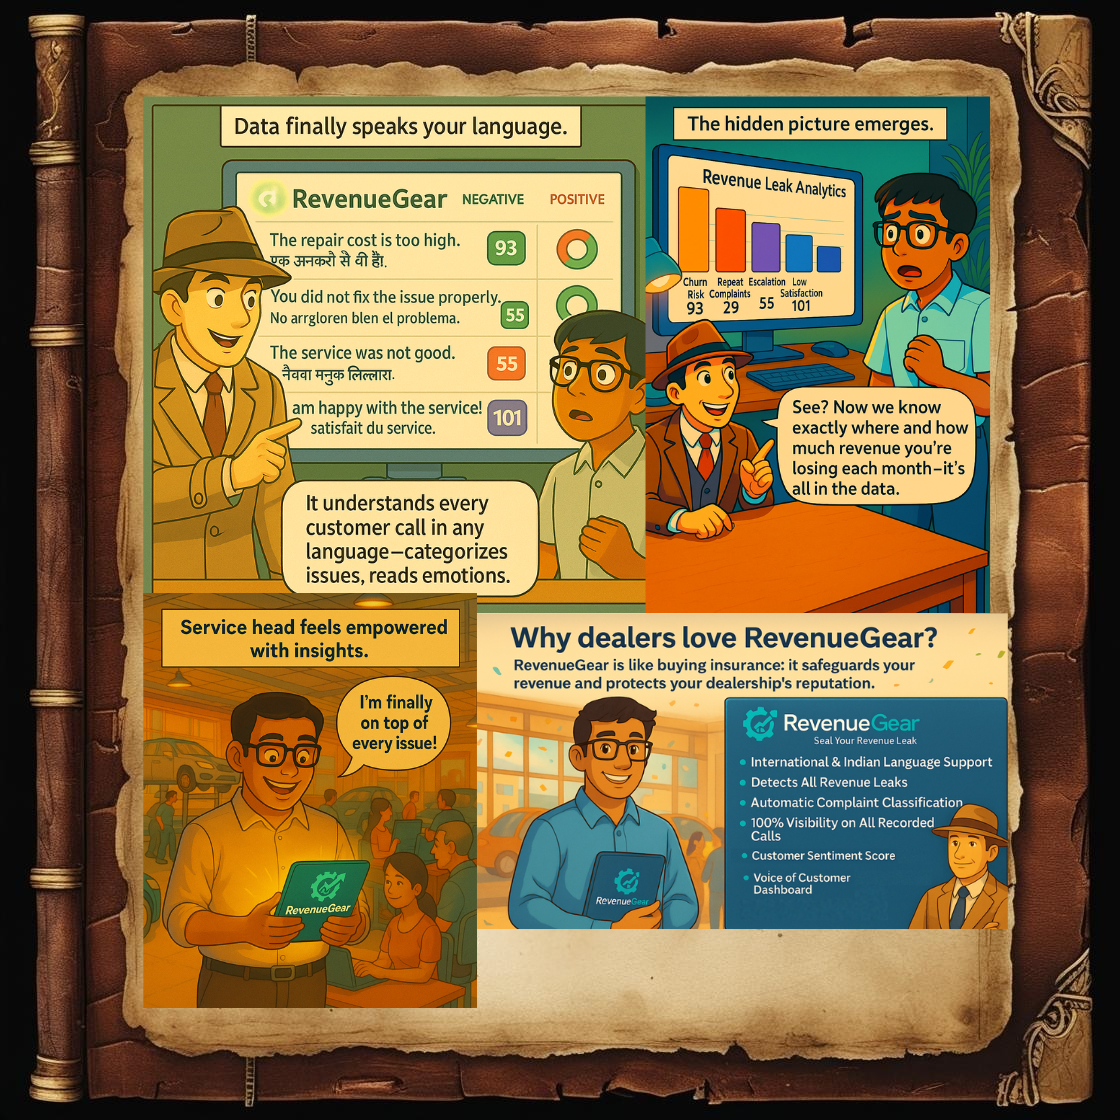 Data finally speaks your language.
RevenueGear NEGATIVE POSITIVE
The repair cost is too high.
एक अनकरौ से वी है।.
93
You did not fix the issue properly.
No arrgloren blen el problema.
55
The service was not good.
नैववा मनुक लिल्लारा.
55
am happy with the service!
satisfait du service.
101
It understands every
customer call in any
language—categorizes
issues, reads emotions.
The hidden picture emerges.
Revenue Leak Analytics
Churn
Risk
93
Repeat
Complaints
29
Escalation
55
Low
Satisfaction
101
See? Now we know
exactly where and how
much revenue you're
losing each month—it's
all in the data.
Service head feels empowered
with insights.
I'm finally
on top of
every issue!
RevenueGear
Why dealers love RevenueGear?
RevenueGear is like buying insurance: it safeguards your
revenue and protects your dealership's reputation.
RevenueGear
RevenueGear
Seal Your Revenue Leak
• International & Indian Language Support
• Detects All Revenue Leaks
• Automatic Complaint Classification
• 100% Visibility on All Recorded
Calls
• Customer Sentiment Score
• Voice of Customer
Dashboard